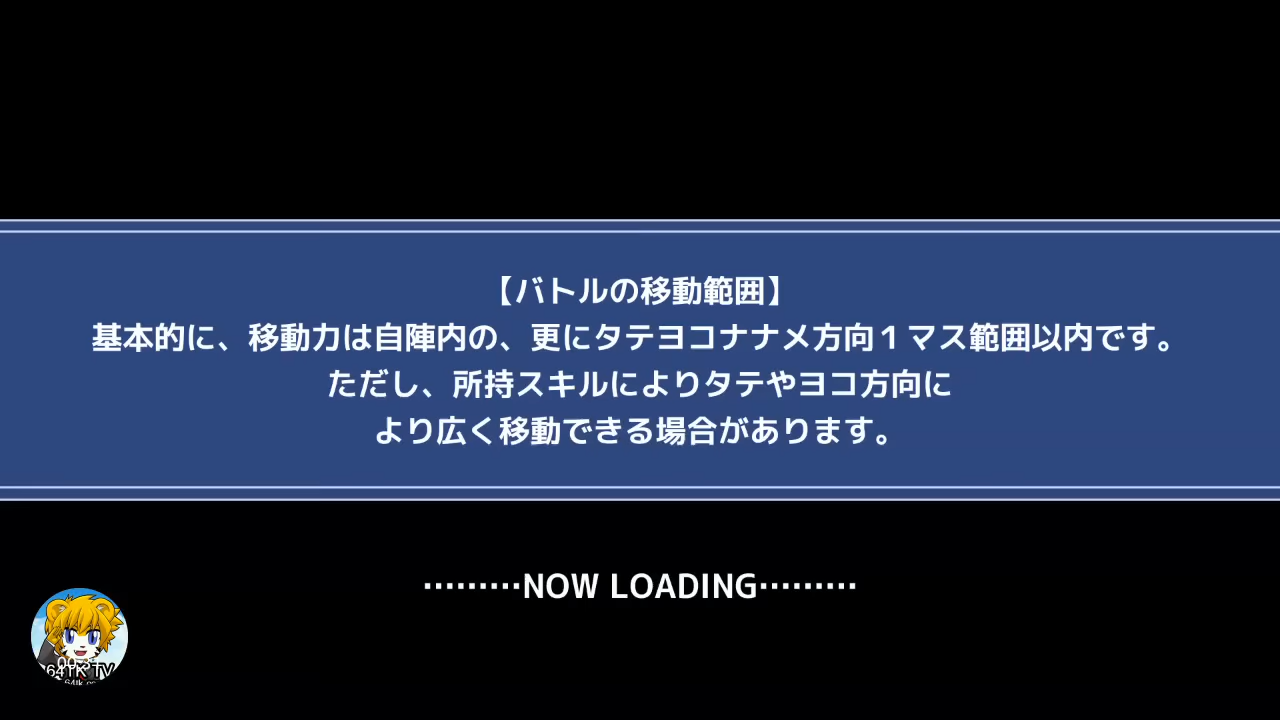 【バトルの移動範囲】
基本的に、移動力は自陣内の、更にタテヨコナナメ方向１マス範囲以内です。
ただし、所持スキルによりタテやヨコ方向に
より広く移動できる場合があります。
………NOW LOADING………
64TK TV